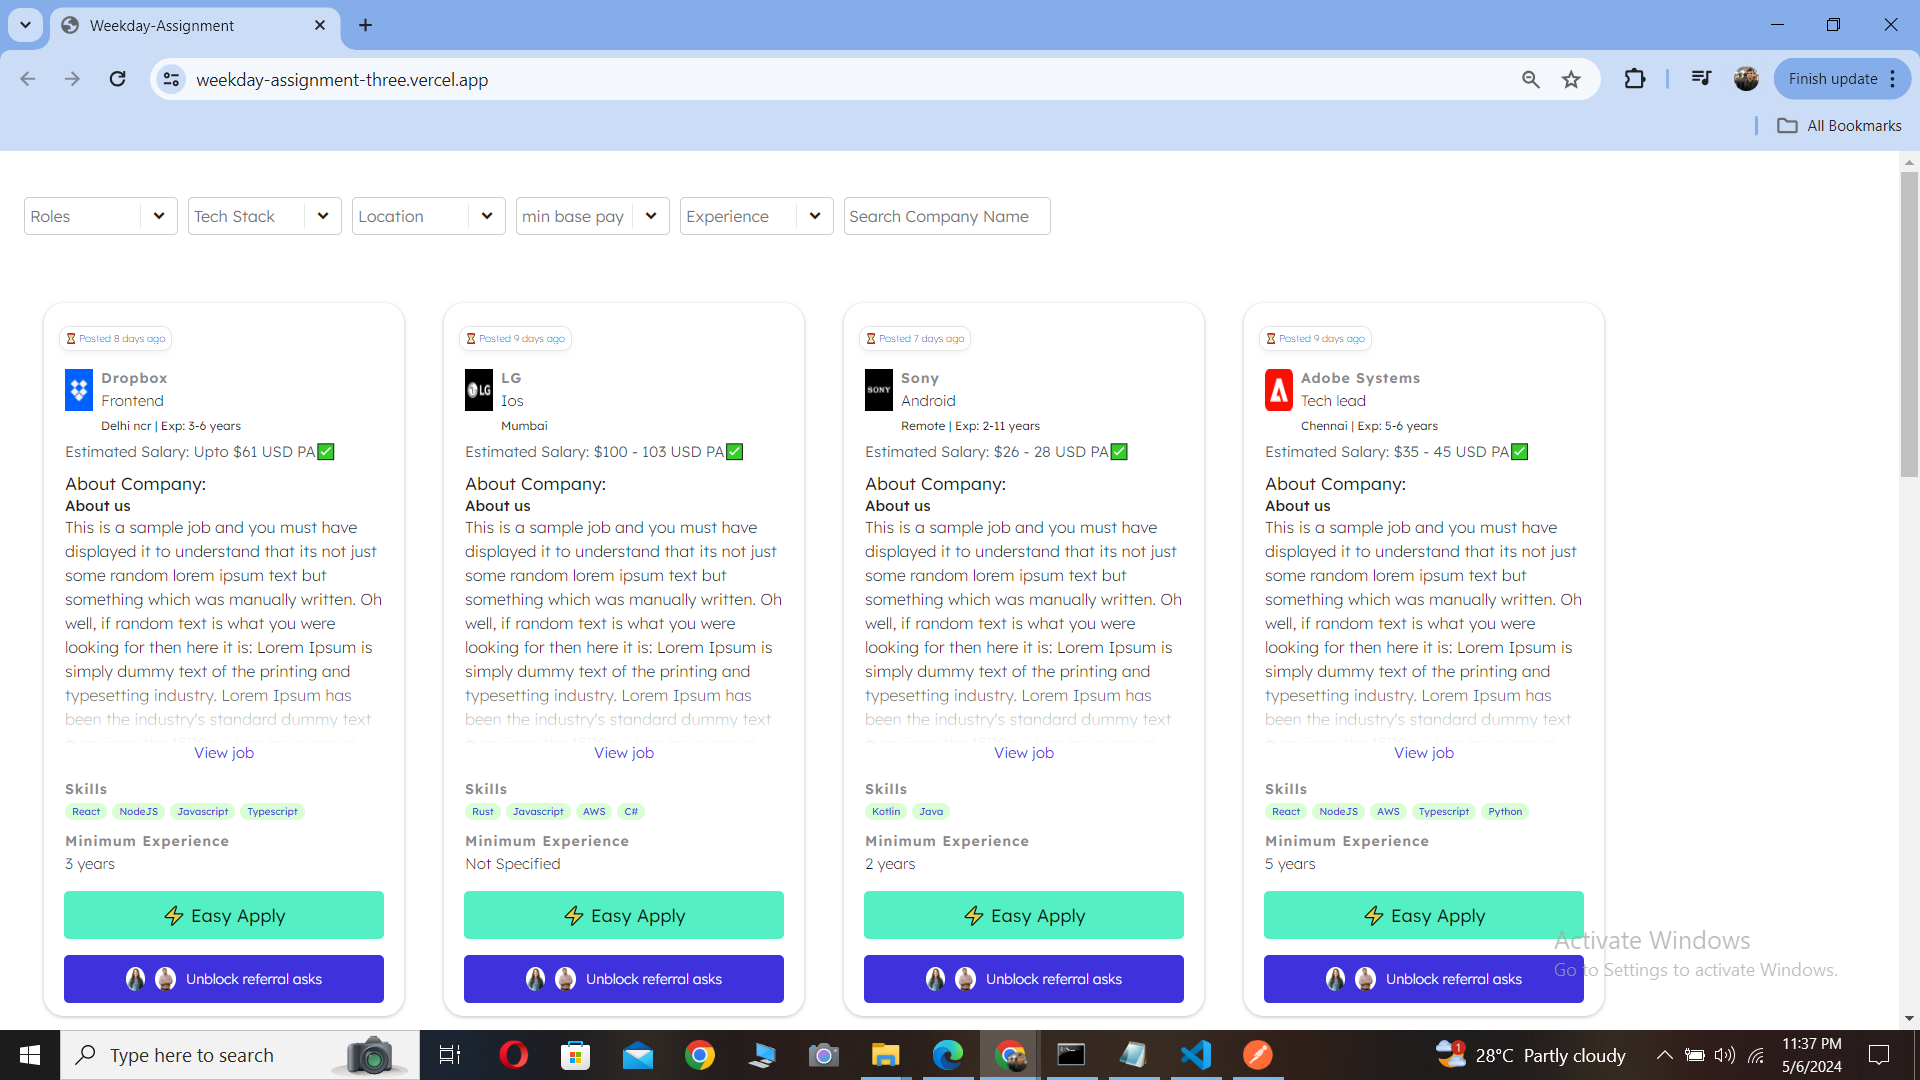 Weekday-Assignment
weekday-assignment-three.vercel.app
Finish update
All Bookmarks
Roles
Tech Stack
Location
min base pay
Experience
Search Company Name
Posted 8 days ago
Dropbox
Frontend
Delhi ncr | Exp: 3-6 years
Estimated Salary: Upto $61 USD PA✅
About Company:
About us
This is a sample job and you must have
displayed it to understand that its not just
some random lorem ipsum text but
something which was manually written. Oh
well, if random text is what you were
looking for then here it is: Lorem Ipsum is
simply dummy text of the printing and
typesetting industry. Lorem Ipsum has
been the industry's standard dummy text
View job
Skills
React NodeJS Javascript Typescript
Minimum Experience
3 years
⚡ Easy Apply
Unblock referral asks
Posted 9 days ago
LG
LG
Ios
Mumbai
Estimated Salary: $100 - 103 USD PA✅
About Company:
About us
This is a sample job and you must have
displayed it to understand that its not just
some random lorem ipsum text but
something which was manually written. Oh
well, if random text is what you were
looking for then here it is: Lorem Ipsum is
simply dummy text of the printing and
typesetting industry. Lorem Ipsum has
been the industry's standard dummy text
View job
Skills
Rust Javascript AWS C#
Minimum Experience
Not Specified
⚡ Easy Apply
Unblock referral asks
Posted 7 days ago
SONY
Sony
Android
Remote | Exp: 2-11 years
Estimated Salary: $26 - 28 USD PA✅
About Company:
About us
This is a sample job and you must have
displayed it to understand that its not just
some random lorem ipsum text but
something which was manually written. Oh
well, if random text is what you were
looking for then here it is: Lorem Ipsum is
simply dummy text of the printing and
typesetting industry. Lorem Ipsum has
been the industry's standard dummy text
View job
Skills
Kotlin Java
Minimum Experience
2 years
⚡ Easy Apply
Unblock referral asks
Posted 9 days ago
Adobe Systems
Tech lead
Chennai | Exp: 5-6 years
Estimated Salary: $35 - 45 USD PA✅
About Company:
About us
This is a sample job and you must have
displayed it to understand that its not just
some random lorem ipsum text but
something which was manually written. Oh
well, if random text is what you were
looking for then here it is: Lorem Ipsum is
simply dummy text of the printing and
typesetting industry. Lorem Ipsum has
been the industry's standard dummy text
View job
Skills
React NodeJS AWS Typescript Python
Minimum Experience
5 years
⚡ Easy Apply
Unblock referral asks
Activate Windows
Go to Settings to activate Windows.
Type here to search
1
28°C Partly cloudy
11:37 PM
5/6/2024